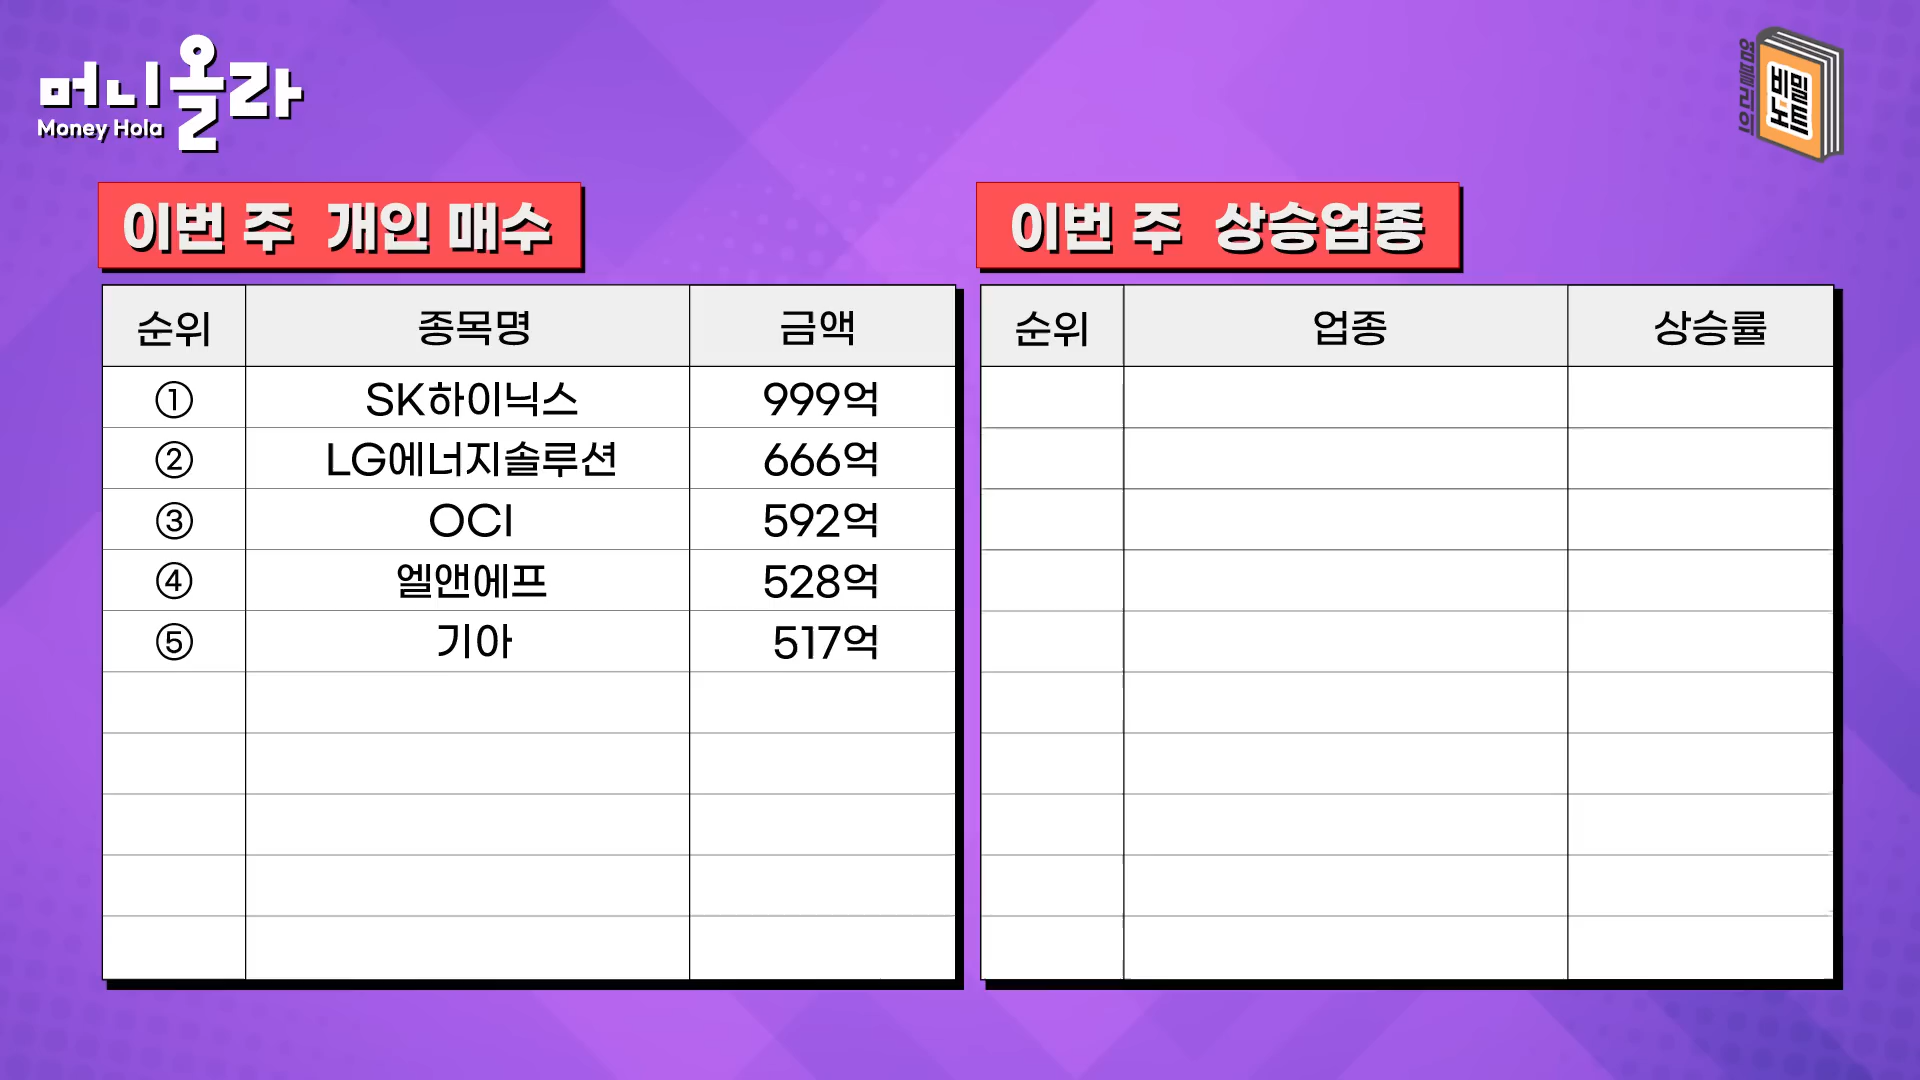 머니올라
Money Hola
염블리의
비밀
노트
이번 주 개인 매수
순위 종목명 금액
① SK하이닉스 999억
② LG에너지솔루션 666억
③ OCI 592억
④ 엘앤에프 528억
⑤ 기아 517억
이번 주 상승업종
순위 업종 상승률